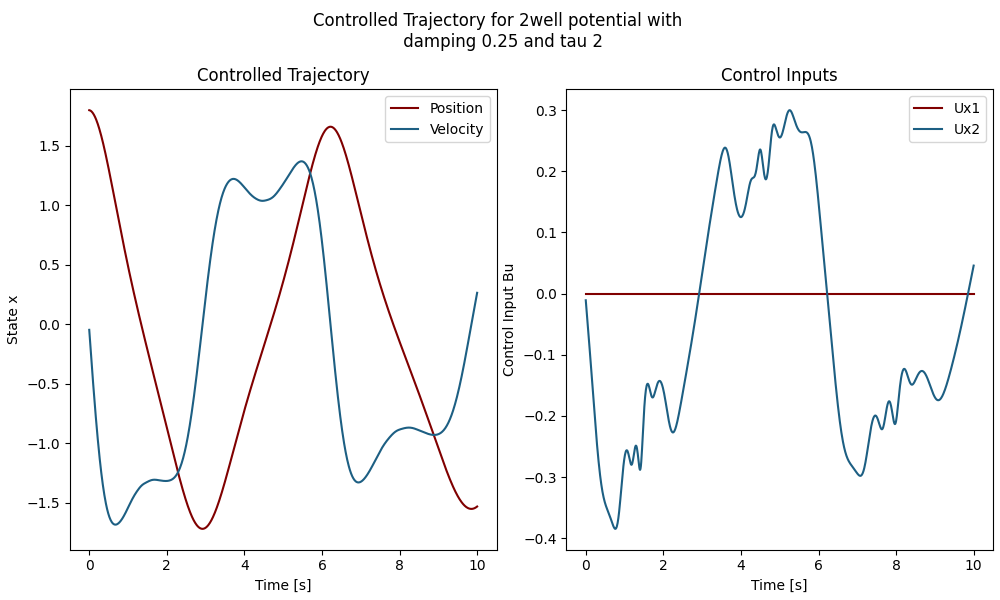 Controlled Trajectory for 2well potential with
damping 0.25 and tau 2
Controlled Trajectory
State x
1.5
1.0
0.5
0.0
−0.5
−1.0
−1.5
Position
Velocity
0 2 4 6 8 10
Time [s]
Control Inputs
Control Input Bu
0.3
0.2
0.1
0.0
−0.1
−0.2
−0.3
−0.4
Ux1
Ux2
0 2 4 6 8 10
Time [s]